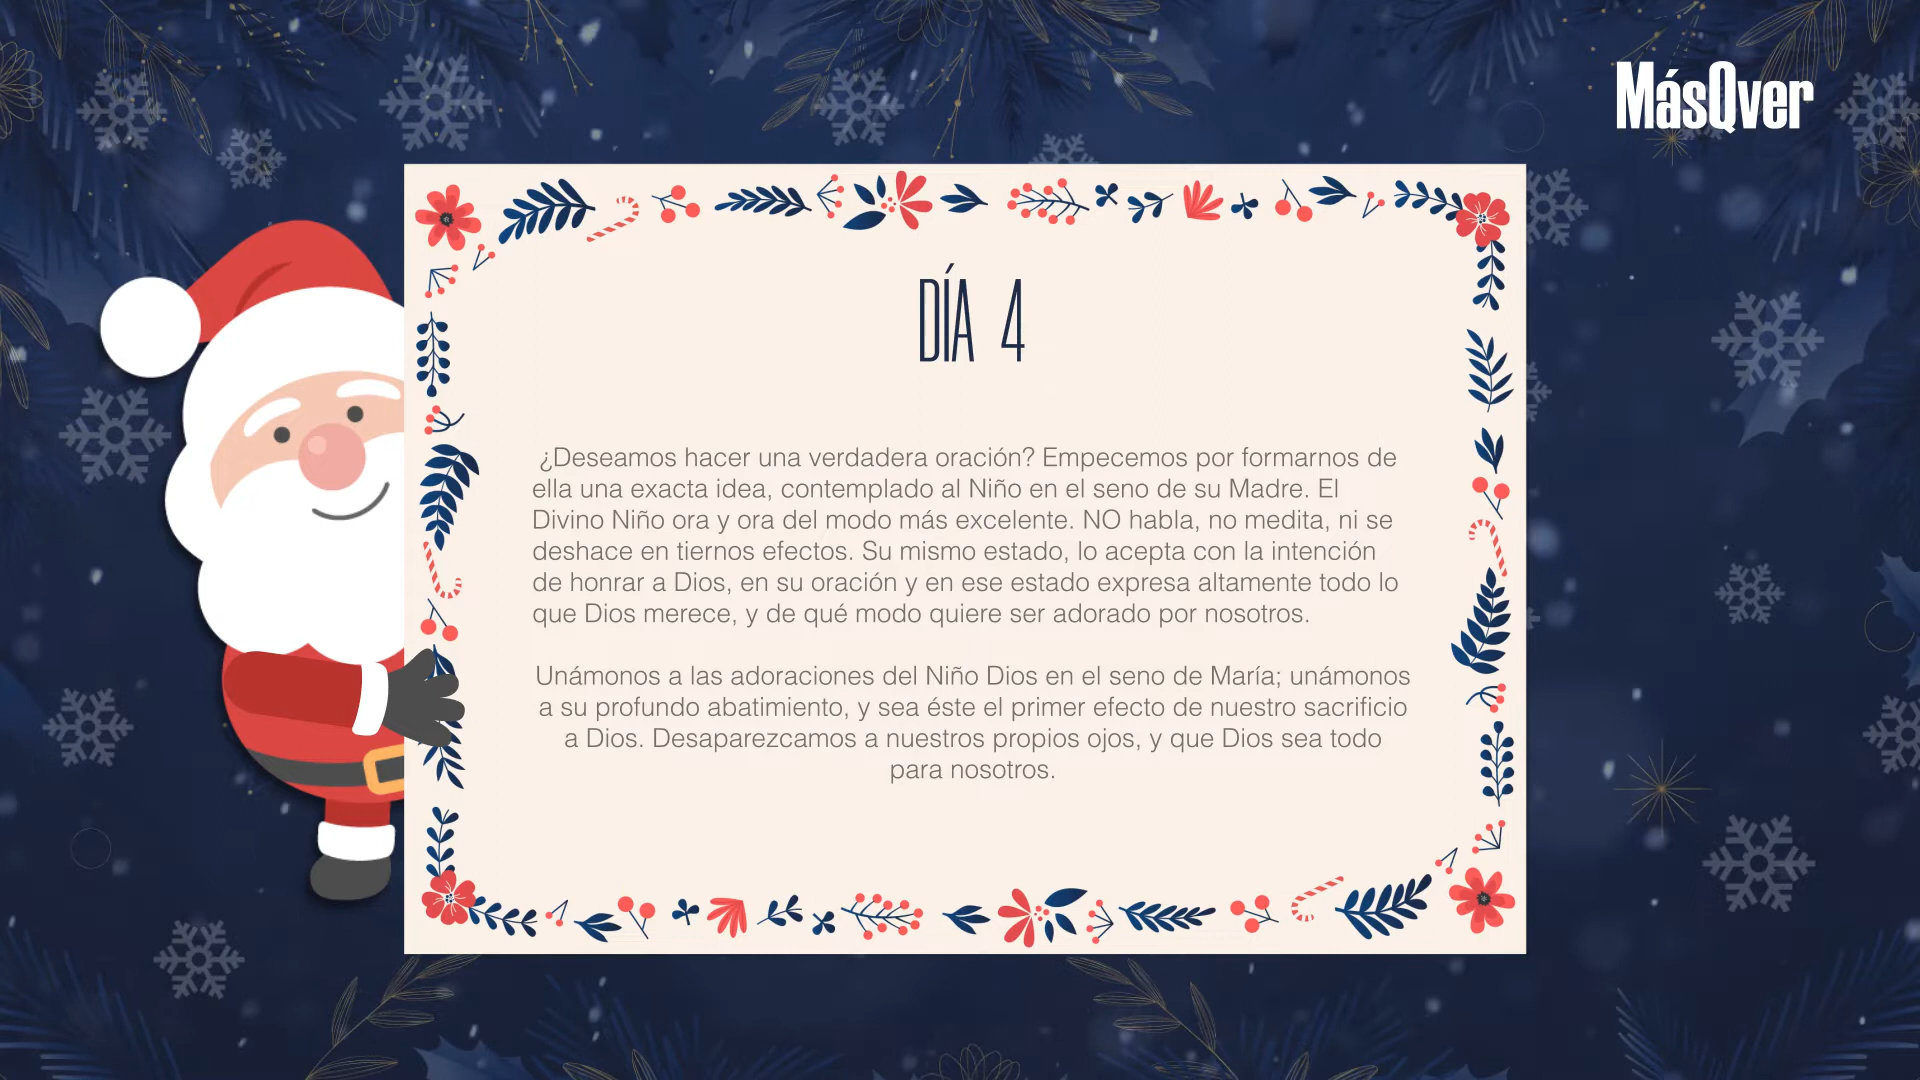 MásQver
DÍA 4
¿Deseamos hacer una verdadera oración? Empecemos por formarnos de
ella una exacta idea, contemplado al Niño en el seno de su Madre. El
Divino Niño ora y ora del modo más excelente. NO habla, no medita, ni se
deshace en tiernos efectos. Su mismo estado, lo acepta con la intención
de honrar a Dios, en su oración y en ese estado expresa altamente todo lo
que Dios merece, y de qué modo quiere ser adorado por nosotros.
Unámonos a las adoraciones del Niño Dios en el seno de María; unámonos
a su profundo abatimiento, y sea éste el primer efecto de nuestro sacrificio
a Dios. Desaparezcamos a nuestros propios ojos, y que Dios sea todo
para nosotros.